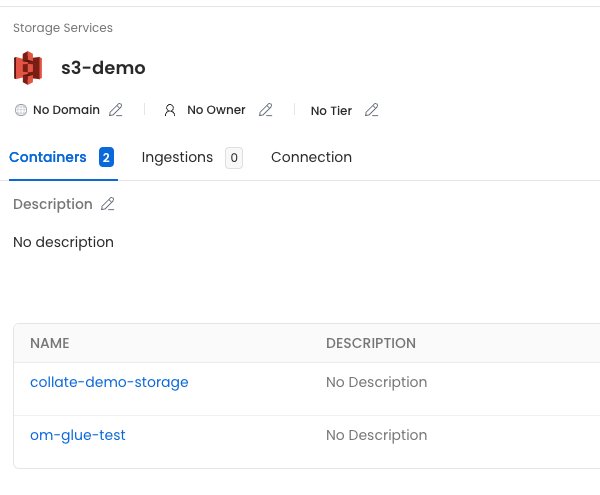 Storage Services
s3-demo
No Domain No Owner No Tier
Containers 2 Ingestions 0 Connection
Description
No description
NAME DESCRIPTION
collate-demo-storage No Description
om-glue-test No Description